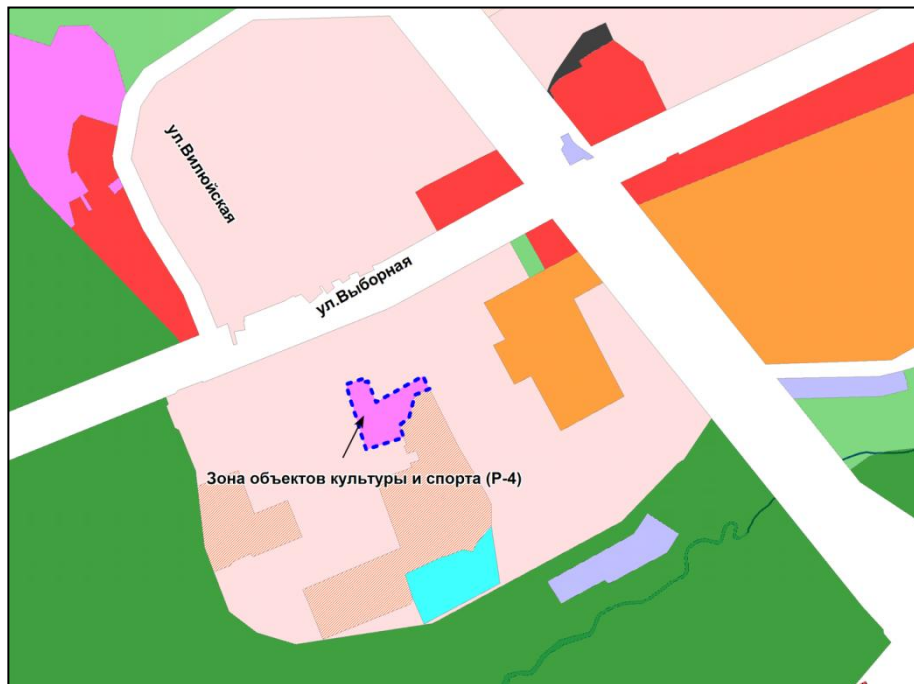 ул.Вилюйская
ул.Выборная
Зона объектов культуры и спорта (Р-4)